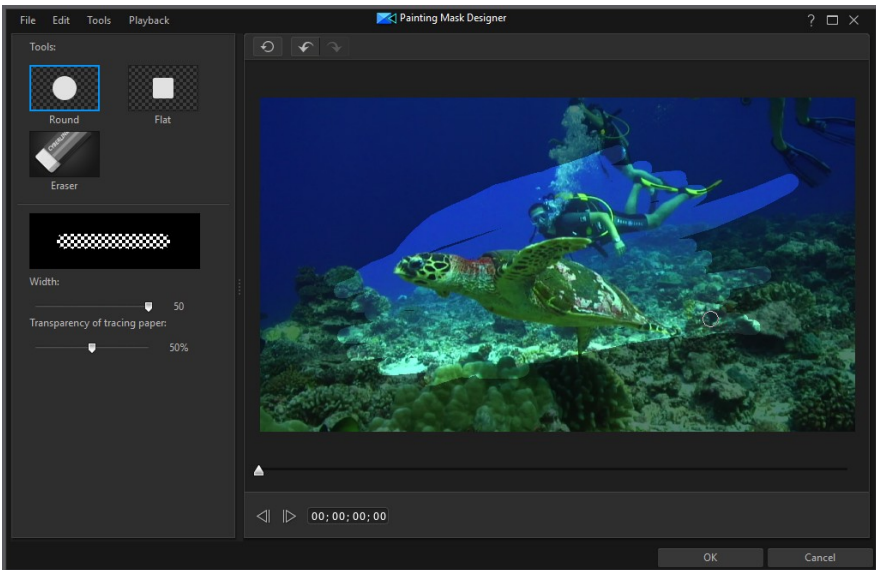 File Edit Tools Playback
Painting Mask Designer
?
Tools:
Round
Flat
Eraser
Width:
50
Transparency of tracing paper:
50%
00;00;00;00
OK
Cancel